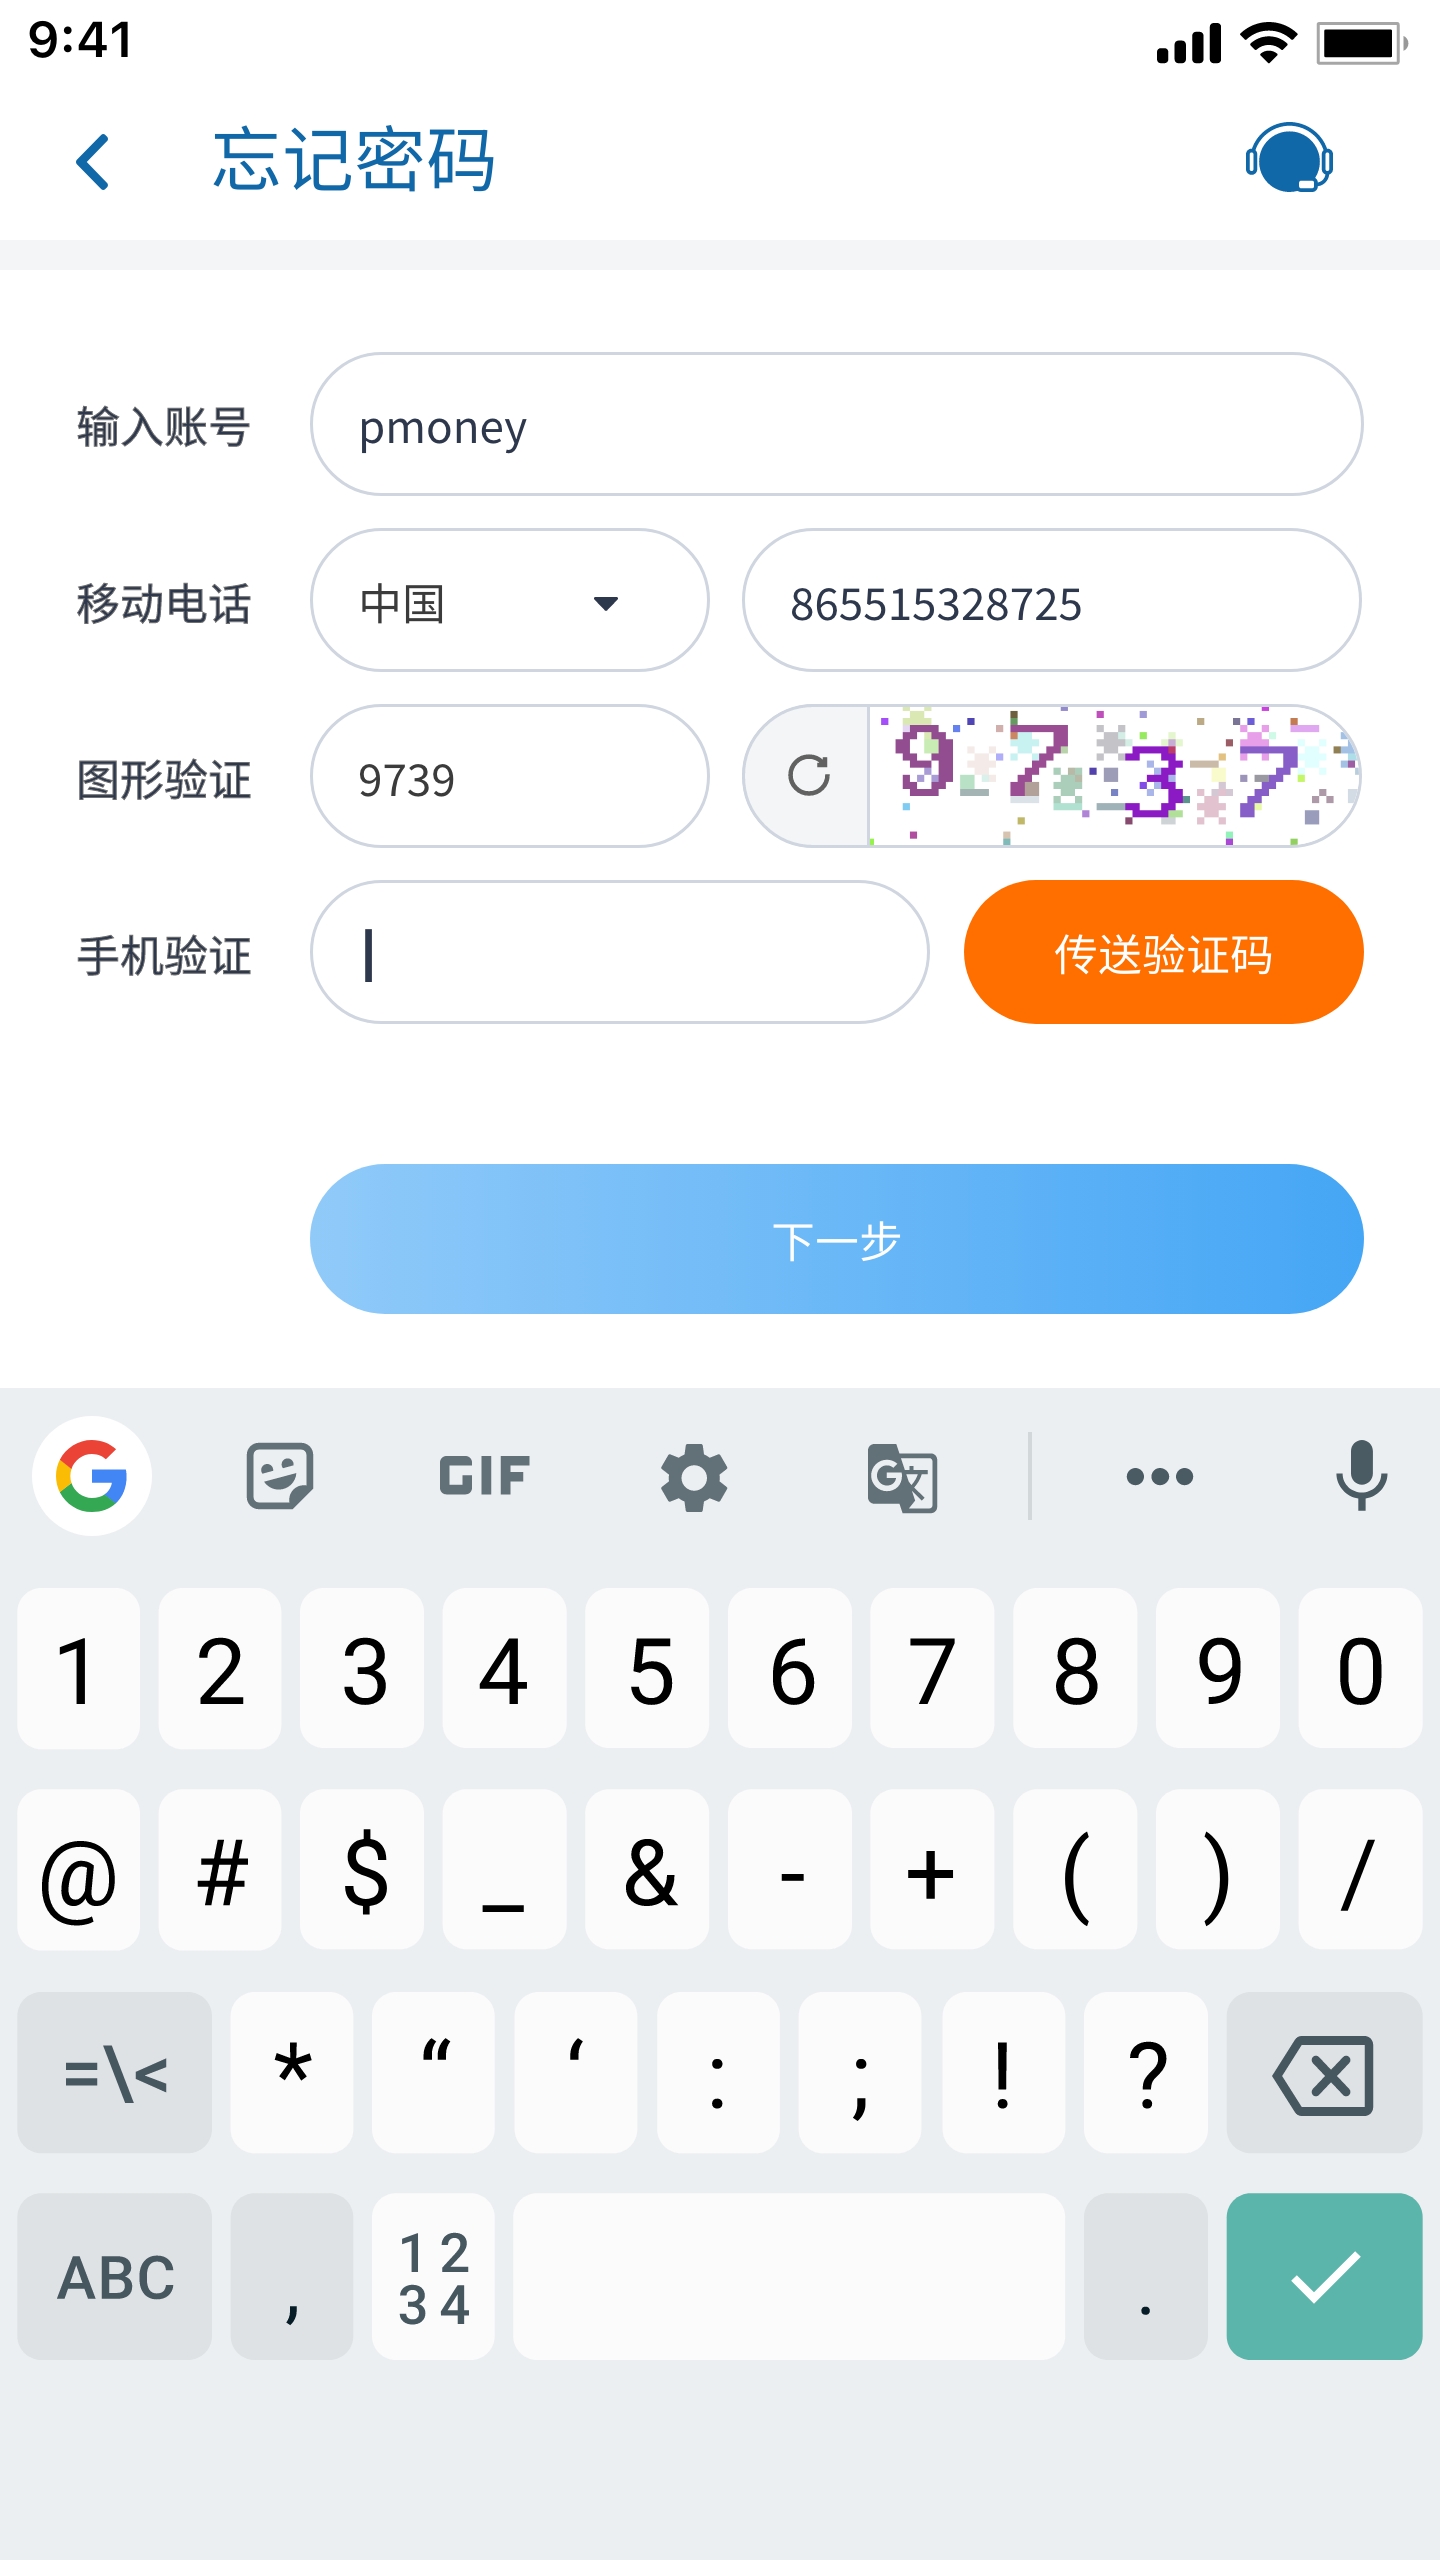 9:41
忘记密码
输入账号 pmoney
移动电话 中国 865515328725
图形验证 9739 9737
手机验证 传送验证码
下一步
G GIF G文
1 2 3 4 5 6 7 8 9 0
@ # $ _ & - + ( ) /
=\< * “ ‘ : ; ! ?
ABC , 12 .
34